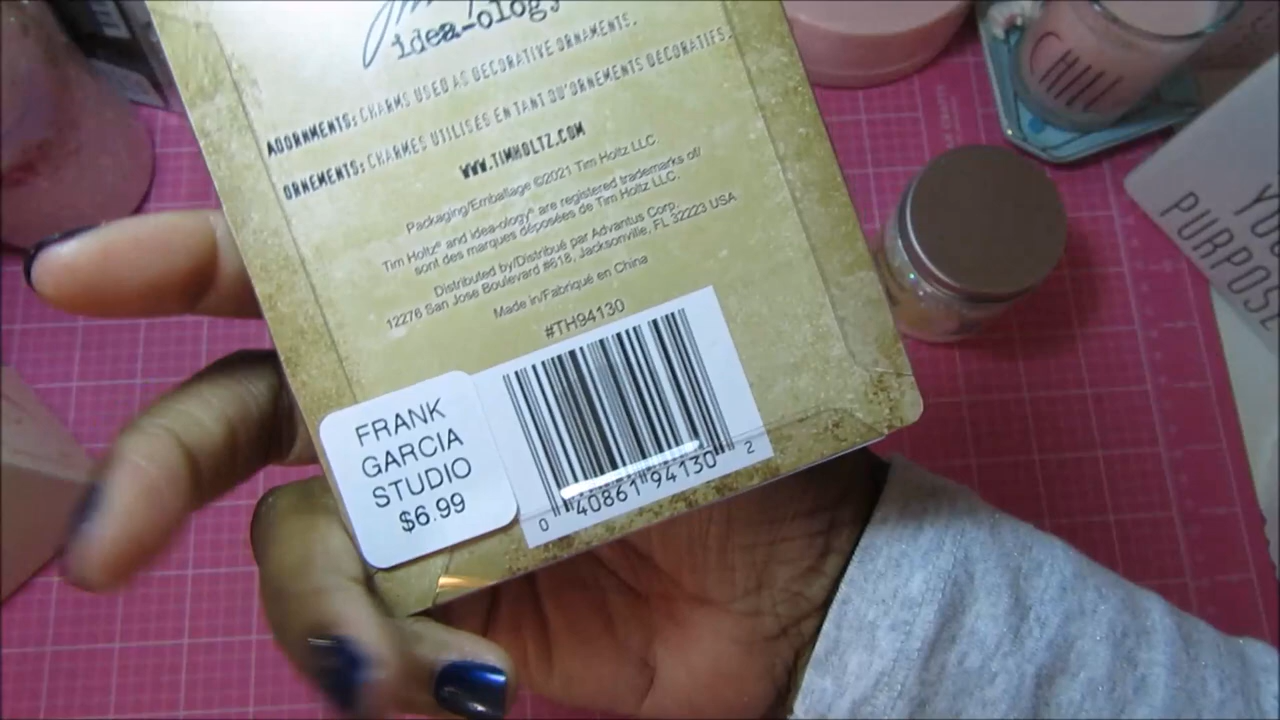 idea-ology
ADORNMENTS: CHARMS USED AS DECORATIVE ORNAMENTS.
ORNEMENTS: CHARMES UTILISÉS EN TANT QU'ORNEMENTS DECORATIFS.
WWW.TIMHOLTZ.COM
Packaging/Emballage ©2021 Tim Holtz LLC.
Tim Holtz® and idea-ology® are registered trademarks of/
sont des marques déposées de Tim Holtz LLC.
Distributed by/Distribué par Advantus Corp.
12276 San Jose Boulevard #618, Jacksonville, FL 32223 USA
Made in/Fabriqué en China
#TH94130
0 40861 94130 2
FRANK
GARCIA
STUDIO
$6.99
CHILL
PURPOSE